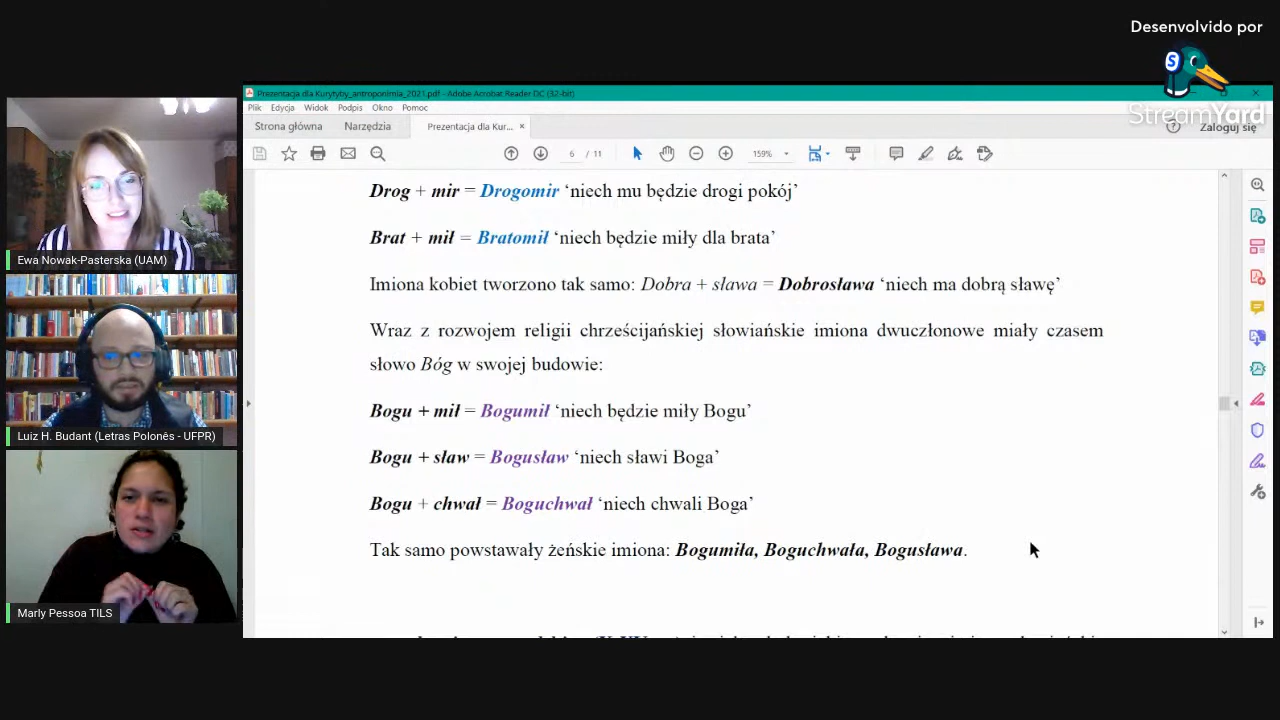 Desenvolvido por
StreamYard
Prezentacja dla Kurytyby_antroponimia_2021.pdf - Adobe Acrobat Reader DC (32-bit)
Plik Edycja Widok Podpis Okno Pomoc
Strona główna Narzędzia Prezentacja dla Kur... Zaloguj się
6 / 11 159%
Drog + mir = Drogomir ‘niech mu będzie drogi pokój’
Brat + mił = Bratomił ‘niech będzie miły dla brata’
Imiona kobiet tworzono tak samo: Dobra + sława = Dobrosława ‘niech ma dobrą sławę’
Wraz z rozwojem religii chrześcijańskiej słowiańskie imiona dwuczłonowe miały czasem
słowo Bóg w swojej budowie:
Bogu + mił = Bogumił ‘niech będzie miły Bogu’
Bogu + sław = Bogusław ‘niech sławi Boga’
Bogu + chwał = Boguchwał ‘niech chwali Boga’
Tak samo powstawały żeńskie imiona: Bogumiła, Boguchwała, Bogusława.
Ewa Nowak-Pasterska (UAM)
Luiz H. Budant (Letras Polonês - UFPR)
Marly Pessoa TILS